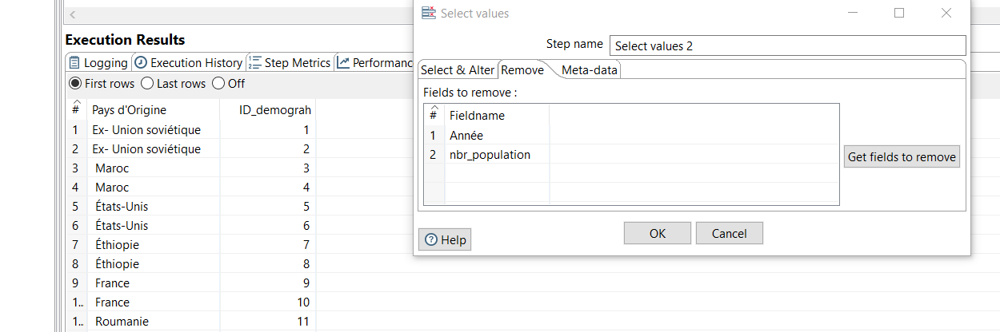 Select values
Step name Select values 2
Select & Alter Remove Meta-data
Fields to remove :
# Fieldname
1 Année
2 nbr_population
Get fields to remove
Help OK Cancel
Execution Results
Logging Execution History Step Metrics Performanc
First rows Last rows Off
# Pays d'Origine ID_demograh
1 Ex- Union soviétique 1
2 Ex- Union soviétique 2
3 Maroc 3
4 Maroc 4
5 États-Unis 5
6 États-Unis 6
7 Éthiopie 7
8 Éthiopie 8
9 France 9
1.. France 10
1.. Roumanie 11